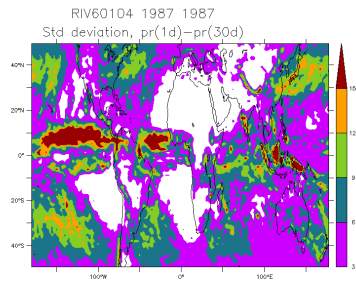 RIV60104 1987 1987
Std deviation, pr(1d)−pr(30d)
40°N
20°N
0°
20°S
40°S
100°W
0°
100°E
15
12
9
6
3